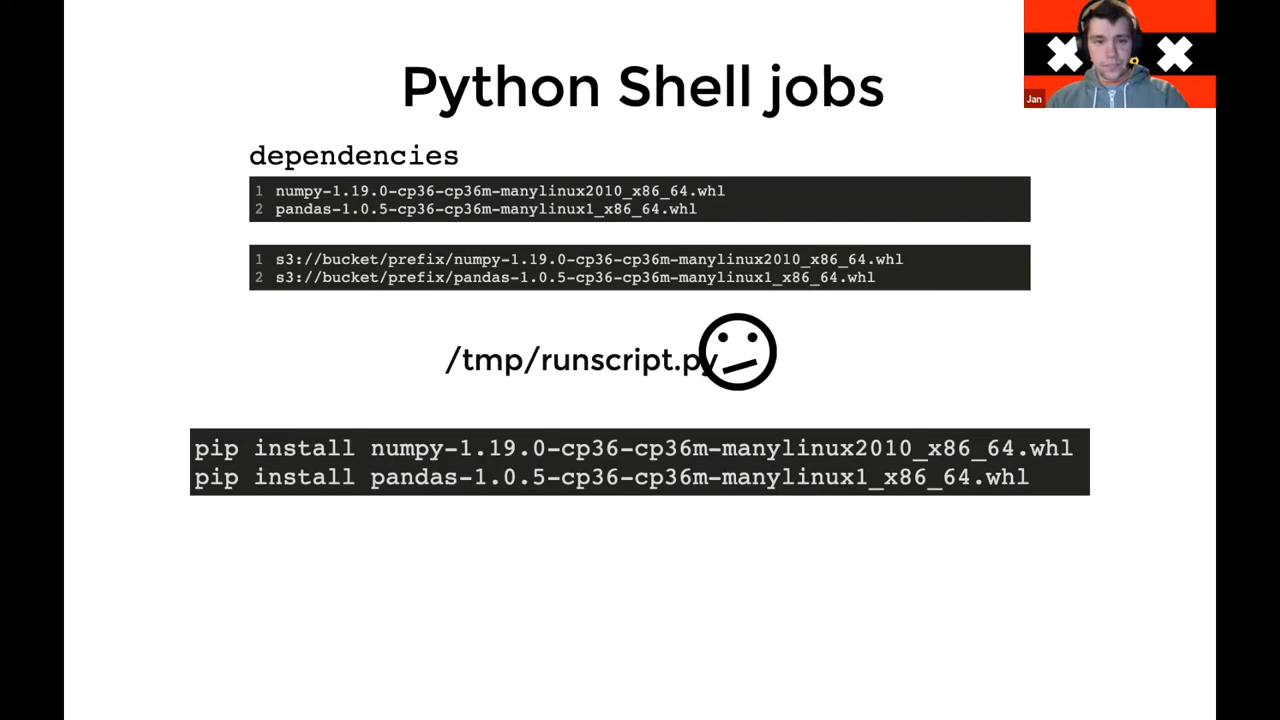 Python Shell jobs
Jan
dependencies
1 numpy-1.19.0-cp36-cp36m-manylinux2010_x86_64.whl
2 pandas-1.0.5-cp36-cp36m-manylinux1_x86_64.whl
1 s3://bucket/prefix/numpy-1.19.0-cp36-cp36m-manylinux2010_x86_64.whl
2 s3://bucket/prefix/pandas-1.0.5-cp36-cp36m-manylinux1_x86_64.whl
/tmp/runscript.py
pip install numpy-1.19.0-cp36-cp36m-manylinux2010_x86_64.whl
pip install pandas-1.0.5-cp36-cp36m-manylinux1_x86_64.whl